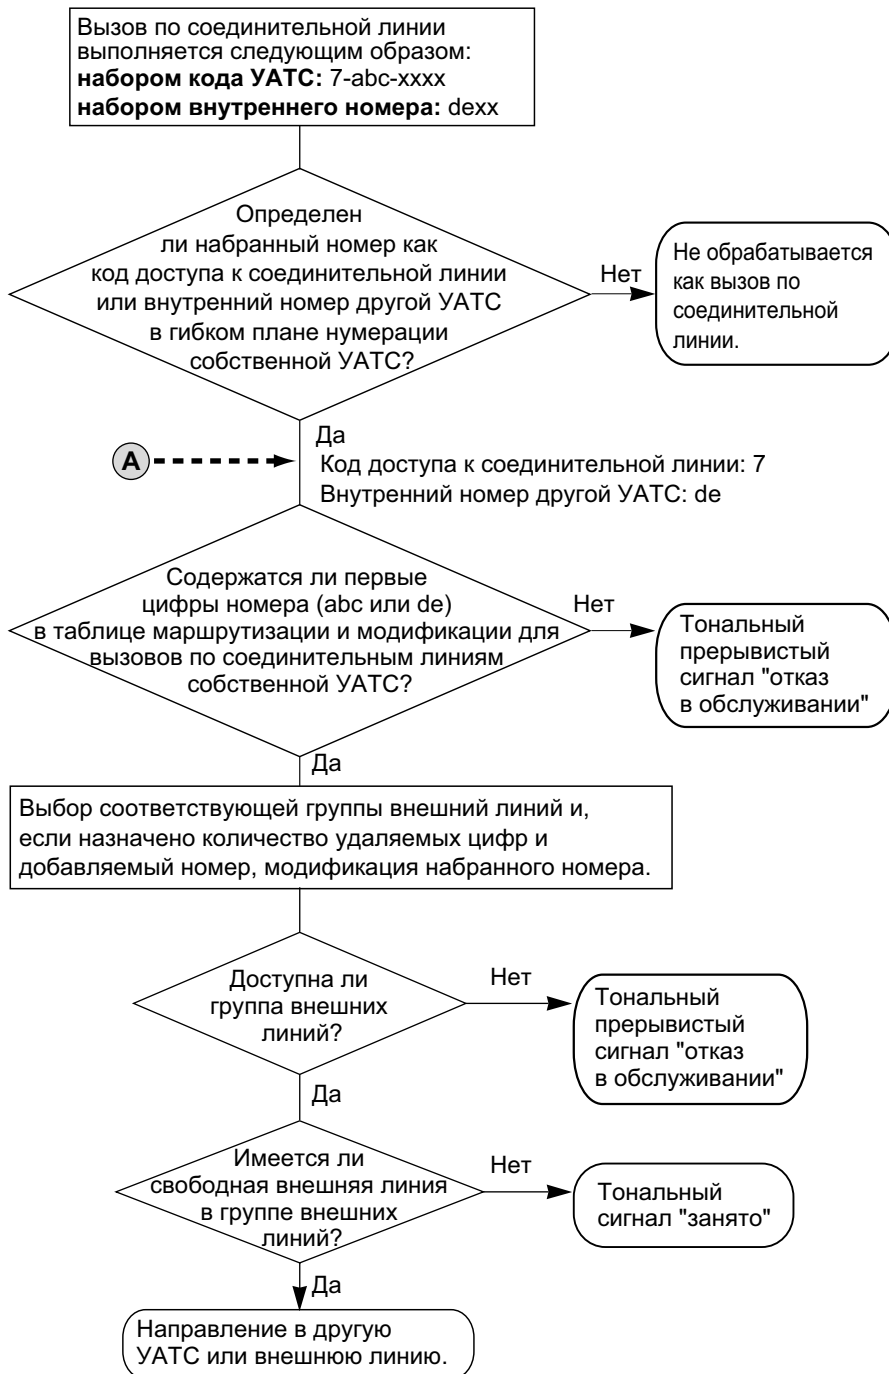 Вызов по соединительной линии
выполняется следующим образом:
набором кода УАТС: 7-abc-xxxx
набором внутреннего номера: dexx
Определен
ли набранный номер как
код доступа к соединительной линии
или внутренний номер другой УАТС
в гибком плане нумерации
собственной УАТС?
Нет
Не обрабатывается
как вызов по
соединительной
линии.
Да
A
Код доступа к соединительной линии: 7
Внутренний номер другой УАТС: de
Содержатся ли первые
цифры номера (abc или de)
в таблице маршрутизации и модификации для
вызовов по соединительным линиям
собственной УАТС?
Нет
Тональный
прерывистый
сигнал "отказ
в обслуживании"
Да
Выбор соответствующей группы внешний линий и,
если назначено количество удаляемых цифр и
добавляемый номер, модификация набранного номера.
Доступна ли
группа внешних
линий?
Нет
Тональный
прерывистый
сигнал "отказ
в обслуживании"
Да
Имеется ли
свободная внешняя линия
в группе внешних
линий?
Нет
Тональный
сигнал "занято"
Да
Направление в другую
УАТС или внешнюю линию.